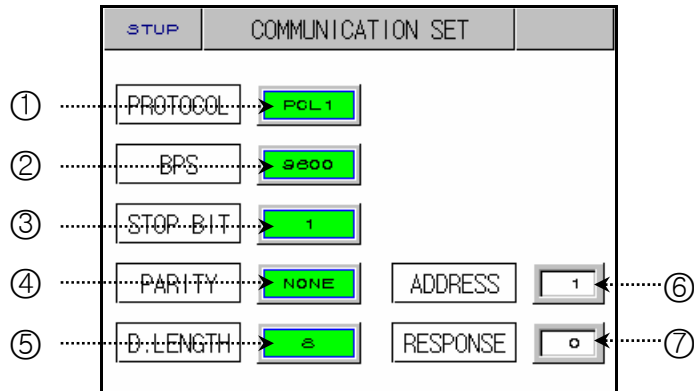 STUP COMMUNICATION SET
① PROTOCOL PCL1
② BPS 9600
③ STOP BIT 1
④ PARITY NONE ADDRESS 1 ⑥
⑤ D.LENGTH 8 RESPONSE 0 ⑦